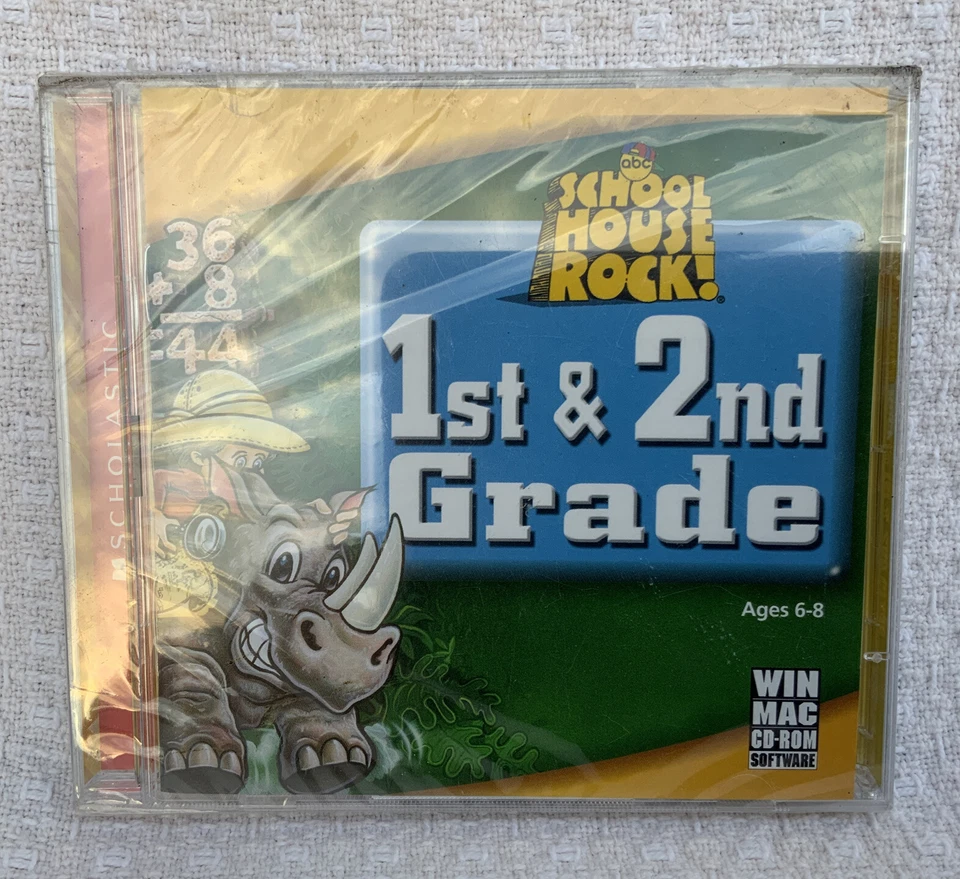 SCHOLASTIC
36
+ 8
=44
abc
SCHOOL
HOUSE
ROCK!
®
1st & 2nd
Grade
Ages 6-8
WIN
MAC
CD-ROM
SOFTWARE